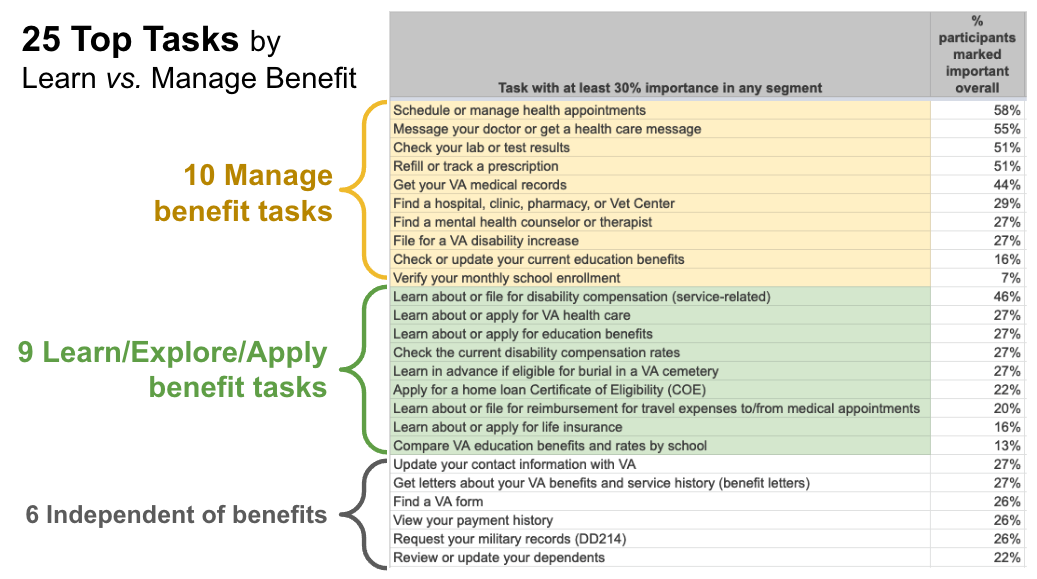 25 Top Tasks by
Learn vs. Manage Benefit
10 Manage
benefit tasks
9 Learn/Explore/Apply
benefit tasks
6 Independent of benefits
Task with at least 30% importance in any segment
%
participants
marked
important
overall
Schedule or manage health appointments 58%
Message your doctor or get a health care message 55%
Check your lab or test results 51%
Refill or track a prescription 51%
Get your VA medical records 44%
Find a hospital, clinic, pharmacy, or Vet Center 29%
Find a mental health counselor or therapist 27%
File for a VA disability increase 27%
Check or update your current education benefits 16%
Verify your monthly school enrollment 7%
Learn about or file for disability compensation (service-related) 46%
Learn about or apply for VA health care 27%
Learn about or apply for education benefits 27%
Check the current disability compensation rates 27%
Learn in advance if eligible for burial in a VA cemetery 27%
Apply for a home loan Certificate of Eligibility (COE) 22%
Learn about or file for reimbursement for travel expenses to/from medical appointments 20%
Learn about or apply for life insurance 16%
Compare VA education benefits and rates by school 13%
Update your contact information with VA 27%
Get letters about your VA benefits and service history (benefit letters) 27%
Find a VA form 26%
View your payment history 26%
Request your military records (DD214) 26%
Review or update your dependents 22%